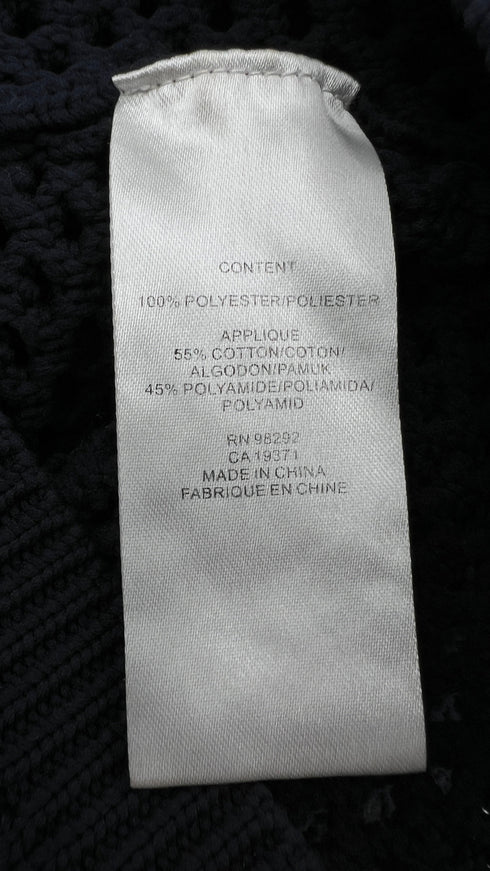 CONTENT
100% POLYESTER/POLIESTER
APPLIQUE
55% COTTON/COTON/
ALGODON/PAMUK
45% POLYAMIDE/POLIAMIDA/
POLYAMID
RN 98292
CA 19371
MADE IN CHINA
FABRIQUE EN CHINE